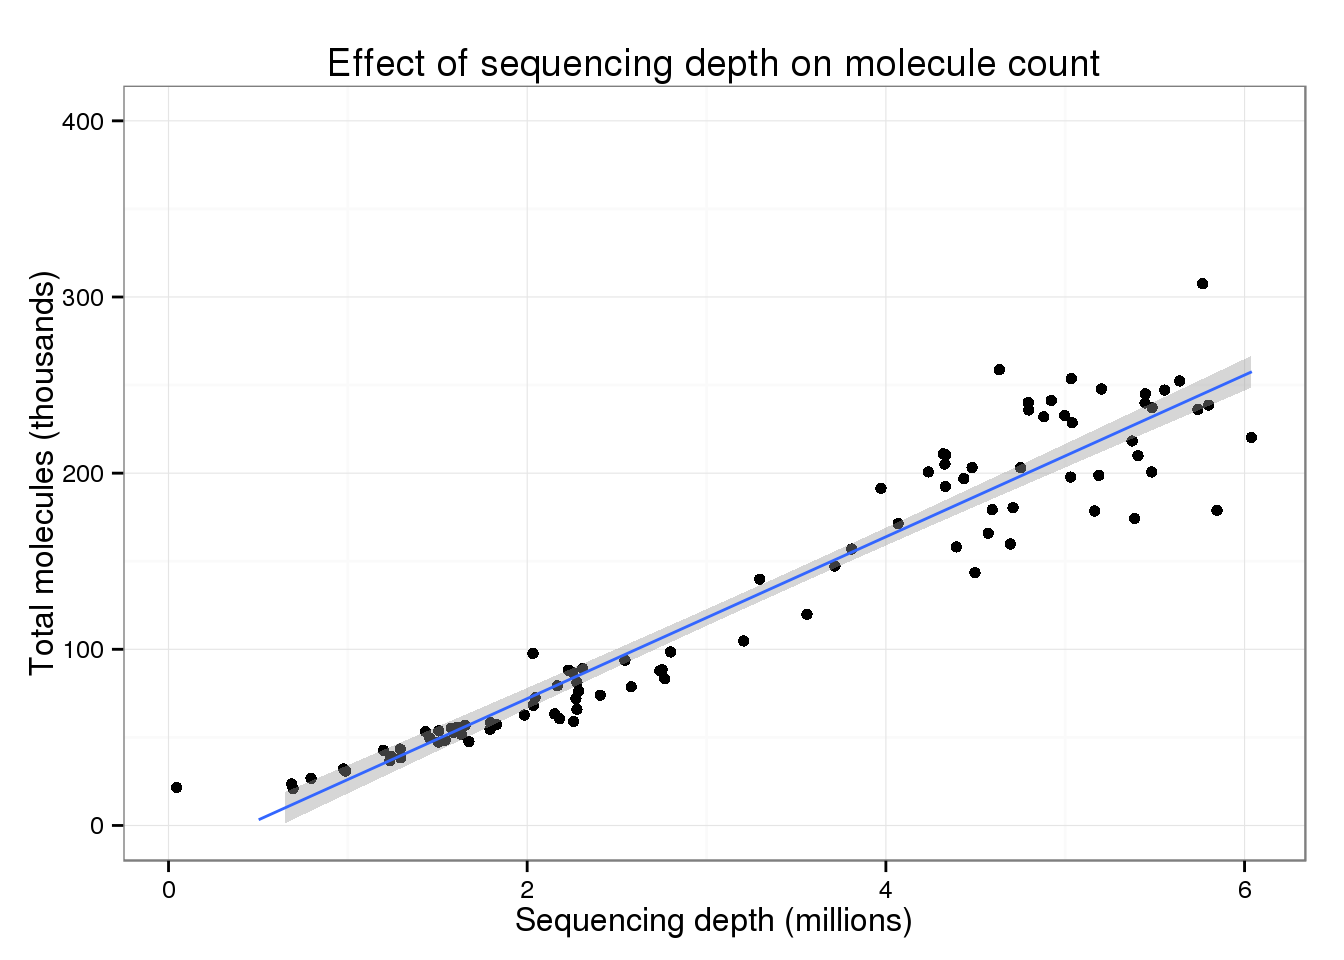 Effect of sequencing depth on molecule count
Total molecules (thousands)
400
300
200
100
0
0 2 4 6
Sequencing depth (millions)